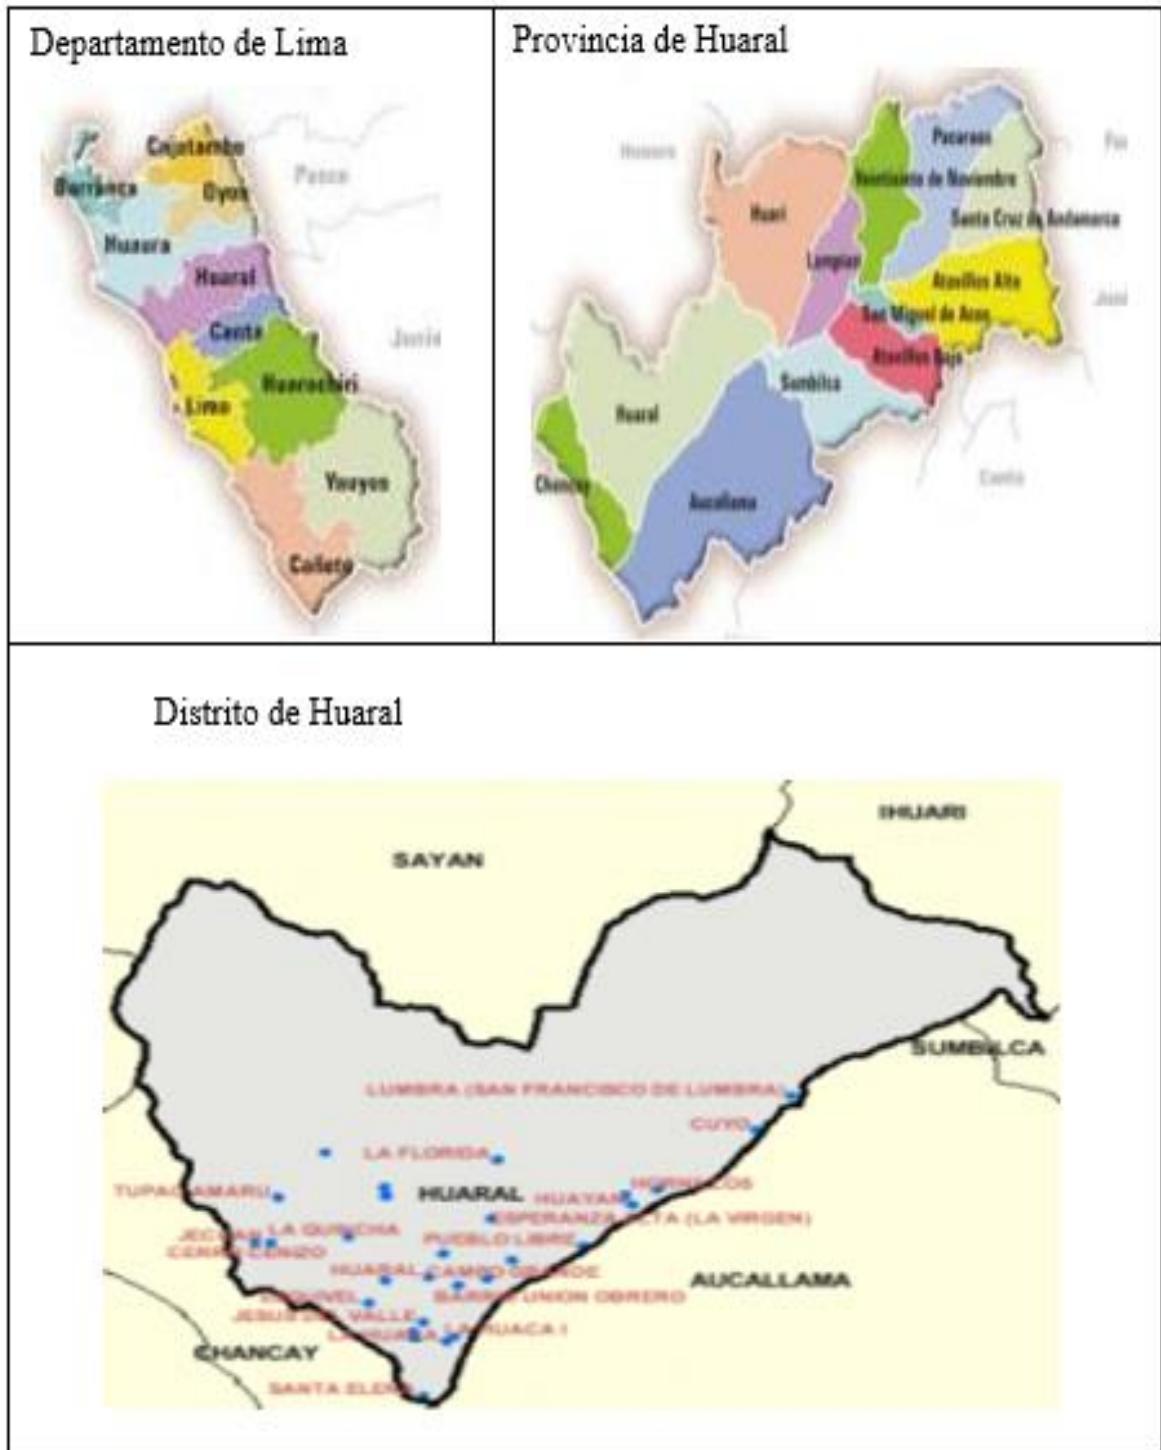 Departamento de Lima
Cajatambo
Barranca
Oyon
Pasco
Huaura
Huaral
Canta
Junin
Huarochiri
Lima
Yauyos
Cañete
Provincia de Huaral
Pacaraos
Huaura
Veintisiete de Noviembre
Huari
Santa Cruz de Andamarca
Lampian
Atavillos Alto
San Miguel de Acos
Atavillos Bajo
Sumbilca
Huaral
Canta
Chancay
Aucallama
Distrito de Huaral
IHUARI
SAYAN
SUMBILCA
LUMBRA (SAN FRANCISCO DE LUMBRA)
CUYO
LA FLORIDA
HORNILLOS
TUPAC AMARU
HUARAL
HUAYAN
ESPERANZA ALTA (LA VIRGEN)
JECUAN
LA QUINCHA
PUEBLO LIBRE
CERRO CENIZO
HUARAL
CAMPO GRANDE
AUCALLAMA
BARRIO UNION OBRERO
JESUS DEL VALLE
LA HUACA I
CHANCAY
SANTA ELENA